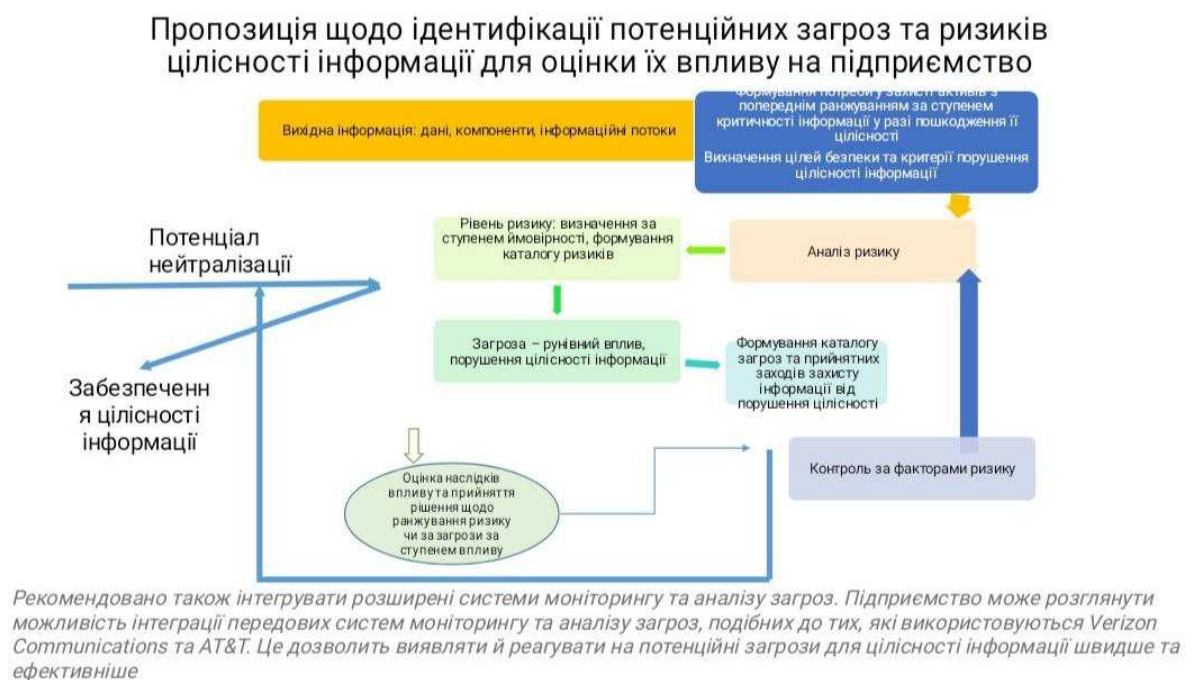 Пропозиція щодо ідентифікації потенційних загроз та ризиків
цілісності інформації для оцінки їх впливу на підприємство
Вихідна інформація: дані, компоненти, інформаційні потоки
Формування потреби у захисті активів з
попереднім ранжуванням за ступенем
критичності інформації у разі пошкодження її
цілісності
Вихначення цілей безпеки та критерії порушення
цілісності інформації
Потенціал
нейтралізації
Рівень ризику: визначення за
ступенем ймовірності, формування
каталогу ризиків
Аналіз ризику
Загроза – рунівний вплив,
порушення цілісності інформації
Формування каталогу
загроз та прийнятних
заходів захисту
інформації від
порушення цілісності
Забезпеченн
я цілісності
інформації
Контроль за факторами ризику
Оцінка наслідків
впливу та прийняття
рішення щодо
ранжування ризику
чи за загрози за
ступенем впливу
Рекомендовано також інтегрувати розширені системи моніторингу та аналізу загроз. Підприємство може розглянути
можливість інтеграції передових систем моніторингу та аналізу загроз, подібних до тих, які використовуються Verizon
Communications та AT&T. Це дозволить виявляти й реагувати на потенційні загрози для цілісності інформації швидше та
ефективніше